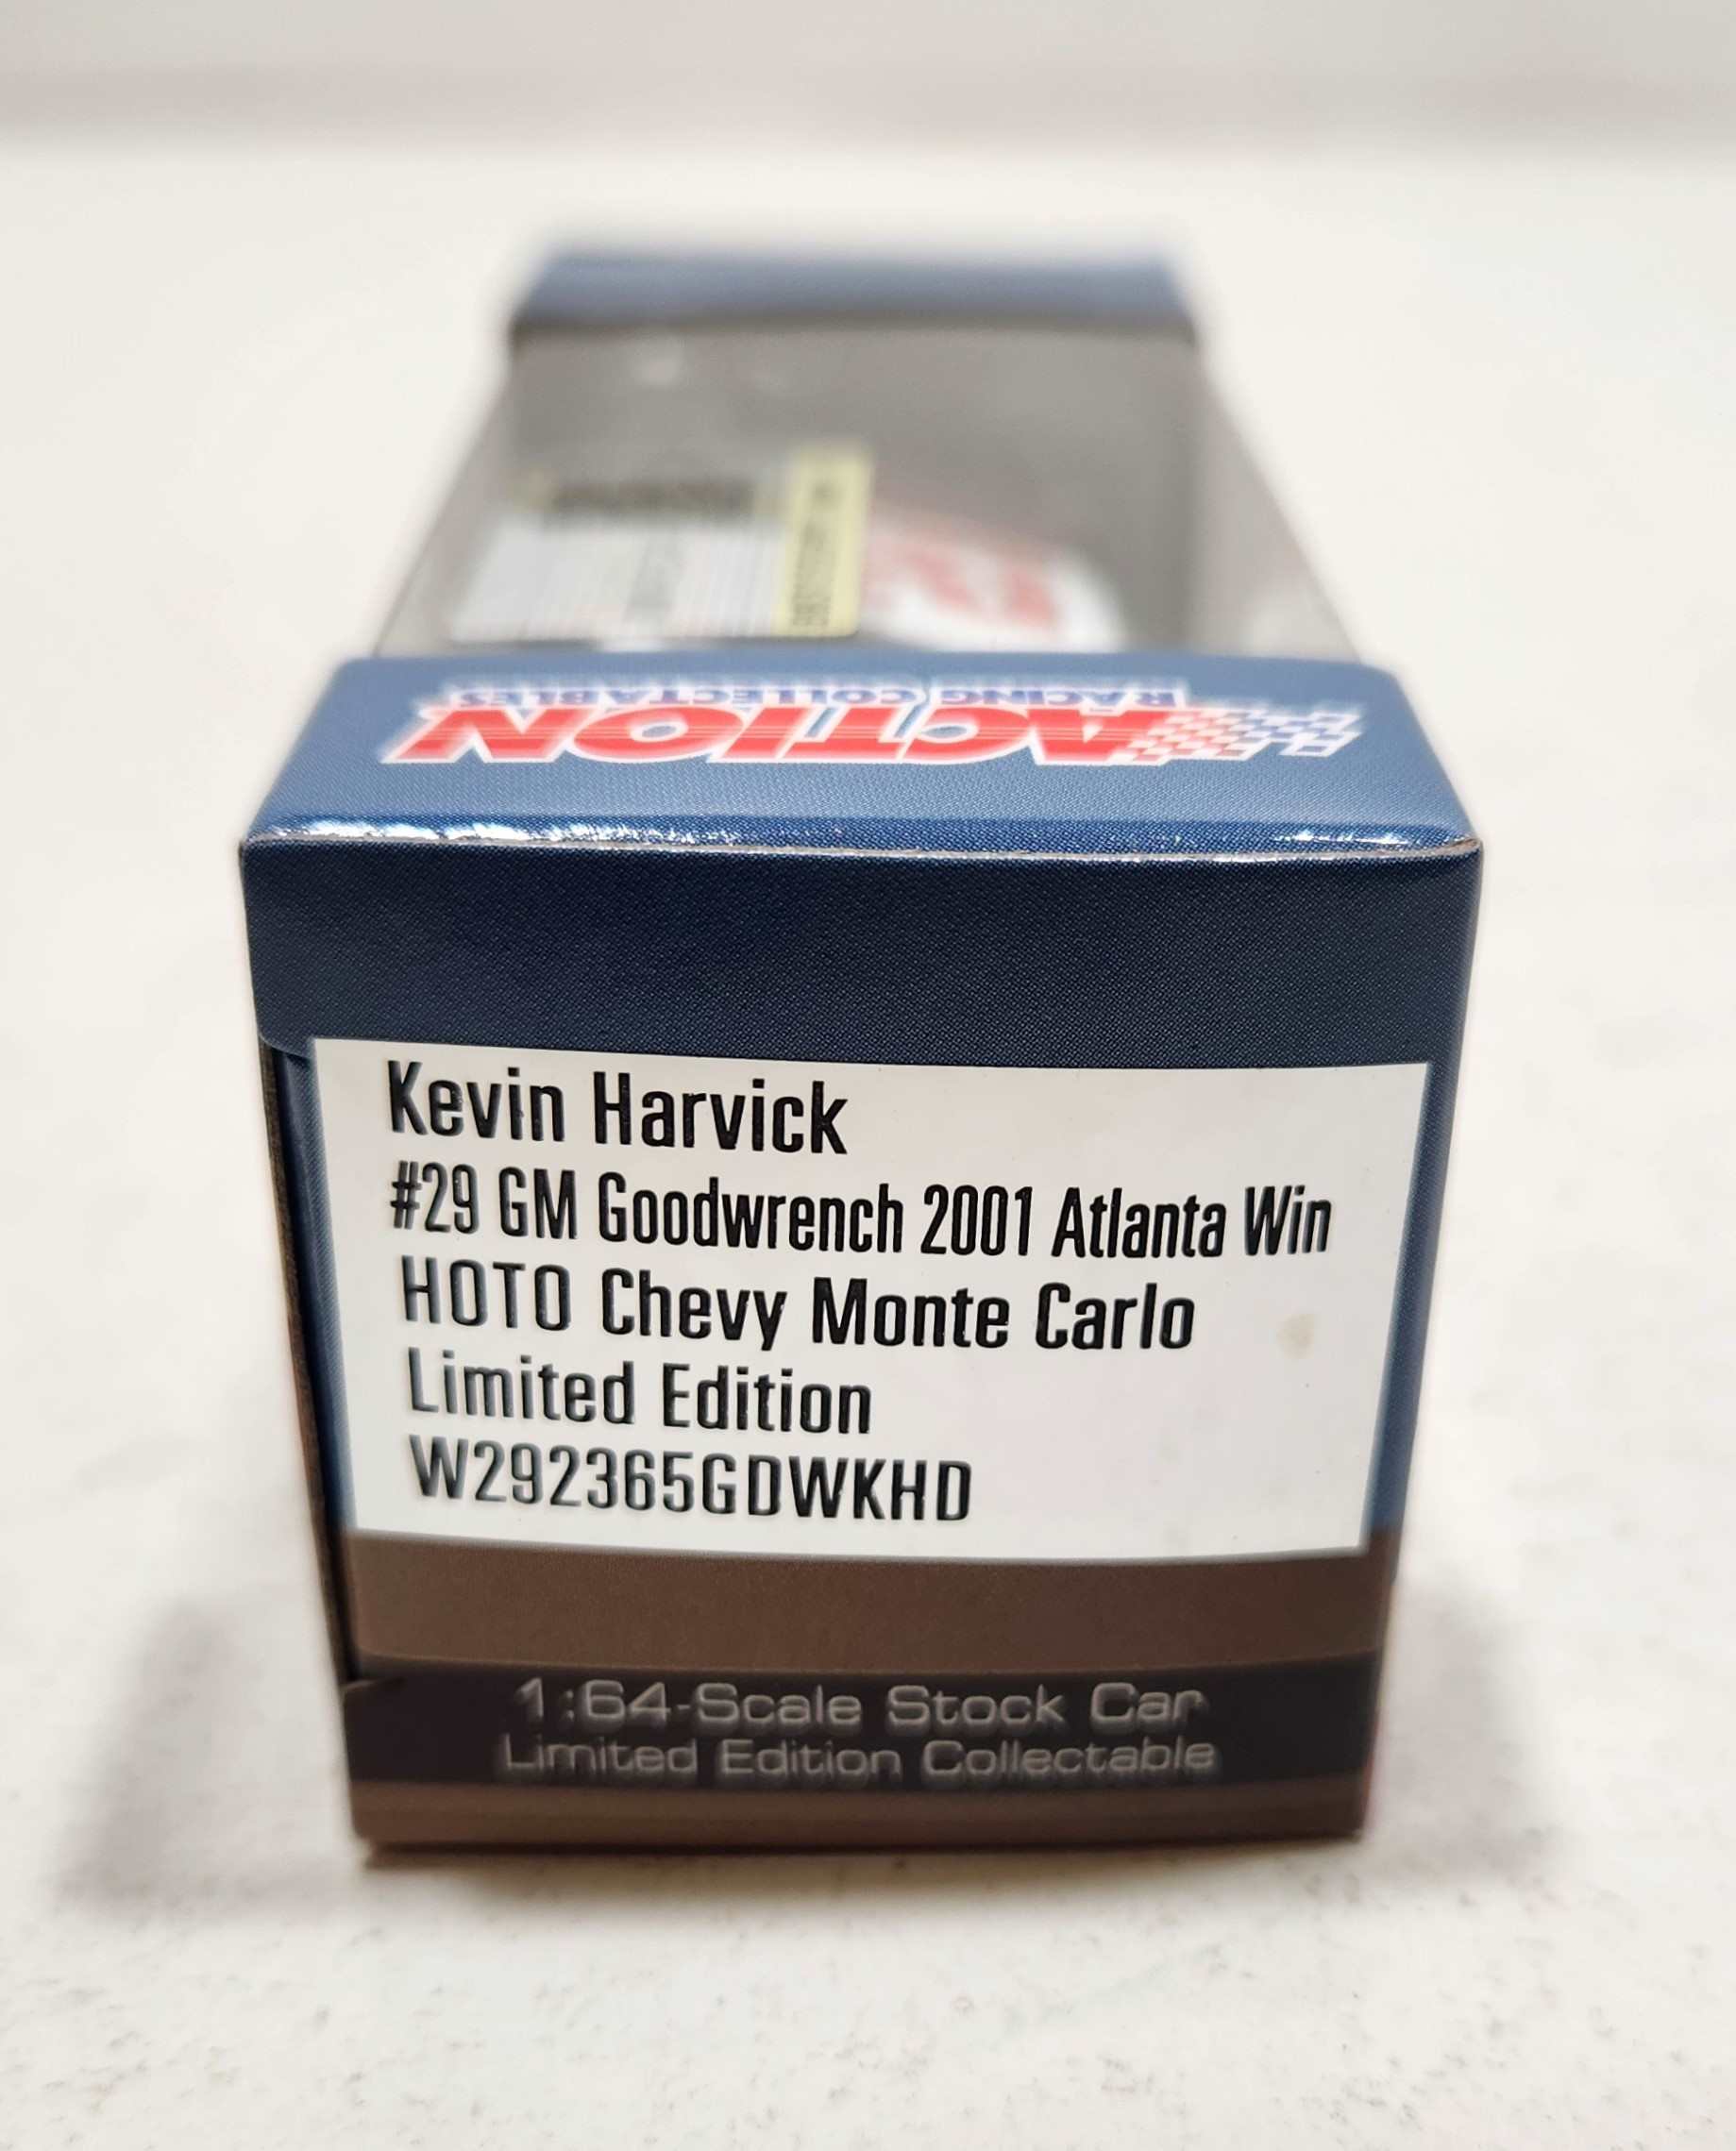 ACTION
RACING COLLECTABLES
Kevin Harvick
#29 GM Goodwrench 2001 Atlanta Win
HOTO Chevy Monte Carlo
Limited Edition
W292365GDWKHD
1:64-Scale Stock Car
Limited Edition Collectable